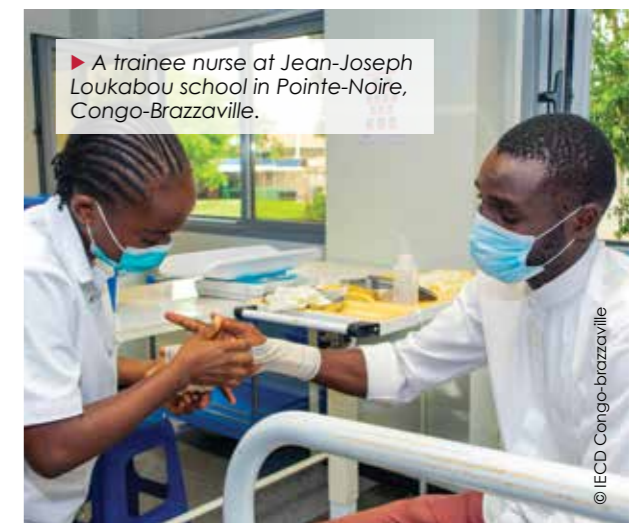 ▶ A trainee nurse at Jean-Joseph
Loukabou school in Pointe-Noire,
Congo-Brazzaville.
© IECD Congo-brazzaville